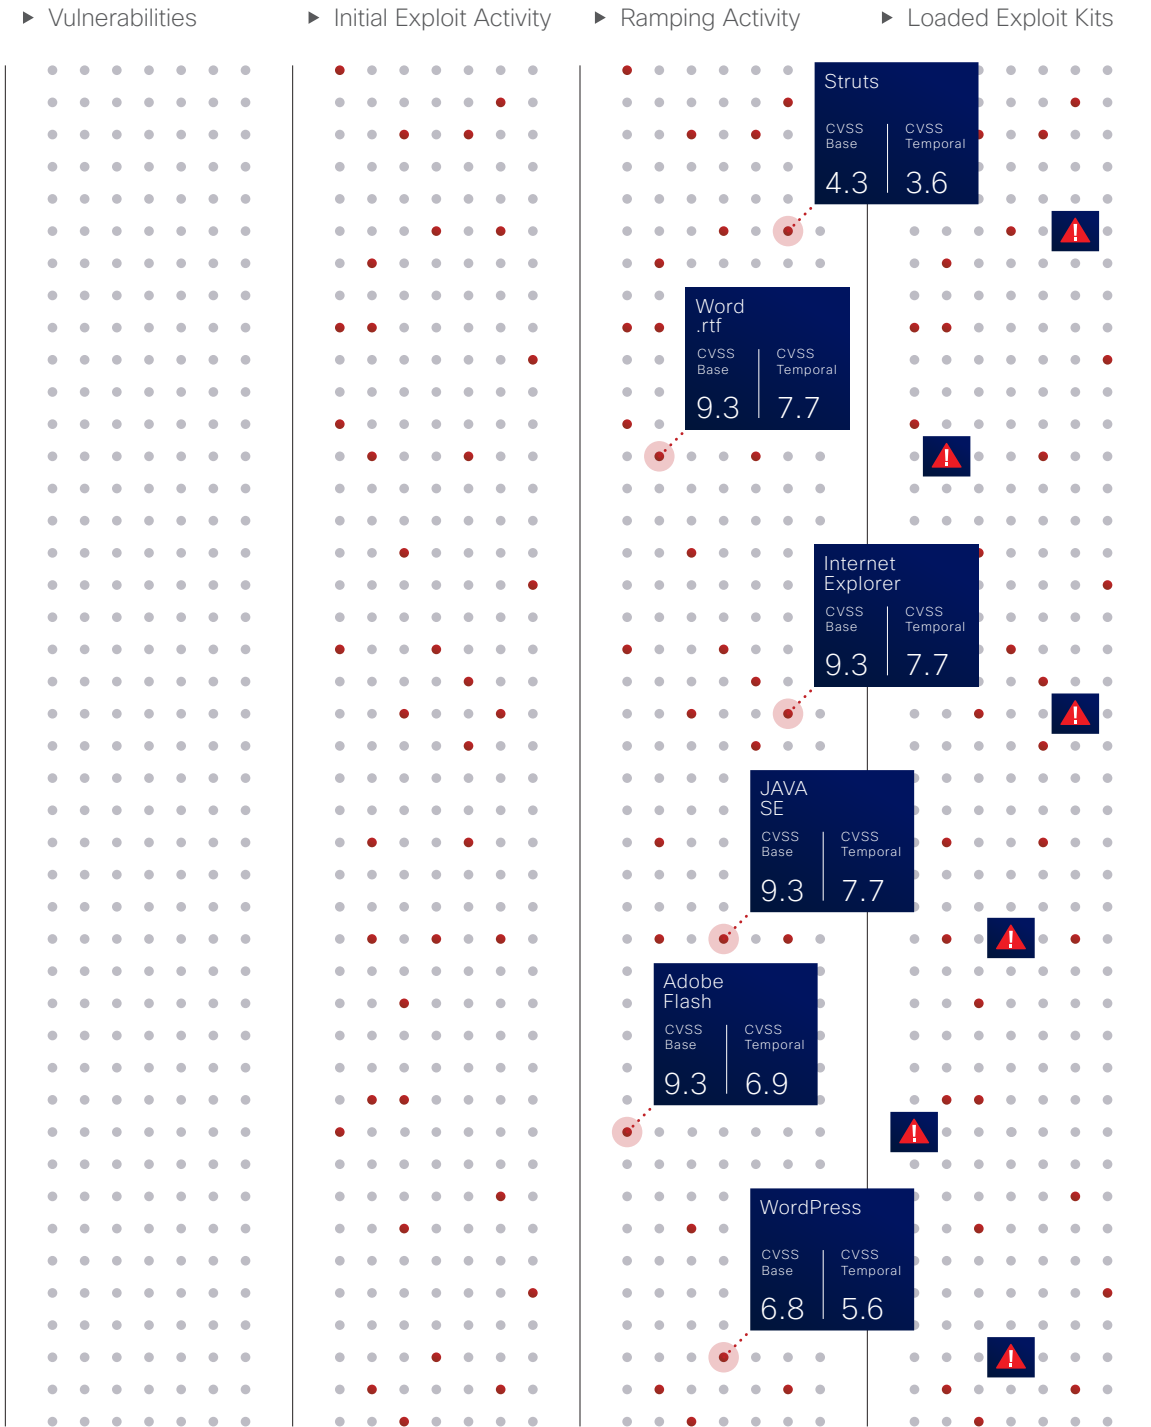 Vulnerabilities
Initial Exploit Activity
Ramping Activity
Loaded Exploit Kits
Struts
CVSS Base
CVSS Temporal
4.3
3.6
Word
.rtf
CVSS Base
CVSS Temporal
9.3
7.7
Internet
Explorer
CVSS Base
CVSS Temporal
9.3
7.7
JAVA
SE
CVSS Base
CVSS Temporal
9.3
7.7
Adobe
Flash
CVSS Base
CVSS Temporal
9.3
6.9
WordPress
CVSS Base
CVSS Temporal
6.8
5.6